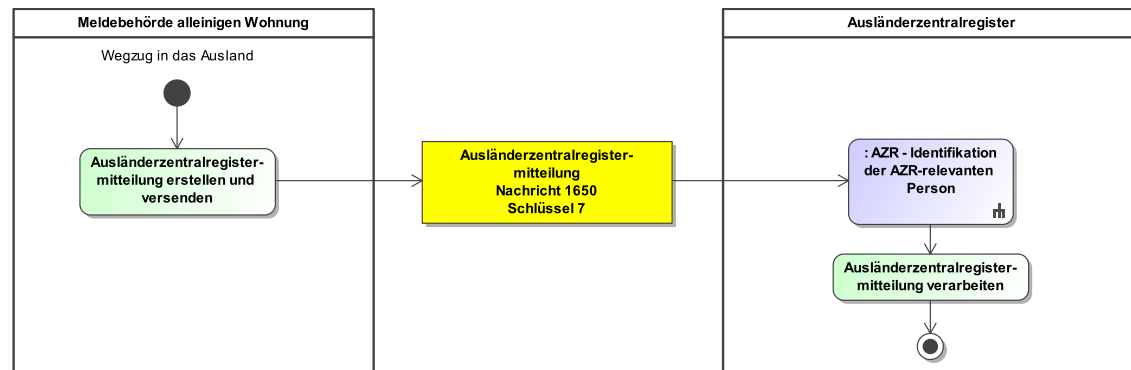 Meldebehörde alleinigen Wohnung
Wegzug in das Ausland
Ausländerzentralregister-
mitteilung erstellen und
versenden
Ausländerzentralregister-
mitteilung
Nachricht 1650
Schlüssel 7
Ausländerzentralregister
: AZR - Identifikation
der AZR-relevanten
Person
Ausländerzentralregister-
mitteilung verarbeiten